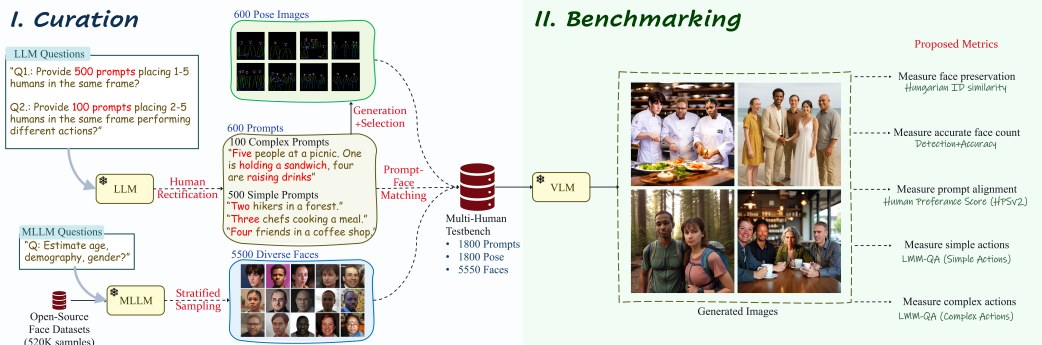 I. Curation
LLM Questions
“Q1.: Provide 500 prompts placing 1-5
humans in the same frame?
Q2.: Provide 100 prompts placing 2-5
humans in the same frame performing
different actions?”
LLM
Human
Rectification
MLLM Questions
“Q: Estimate age,
demography, gender?”
Open-Source
Face Datasets
(520K samples)
MLLM
Stratified
Sampling
600 Pose Images
Generation
+Selection
600 Prompts
100 Complex Prompts
“Five people at a picnic. One
is holding a sandwich, four
are raising drinks”
500 Simple Prompts
“Two hikers in a forest.”
“Three chefs cooking a meal.”
“Four friends in a coffee shop.”
Prompt-
Face
Matching
5500 Diverse Faces
Multi-Human
Testbench
• 1800 Prompts
• 1800 Pose
• 5550 Faces
II. Benchmarking
VLM
Generated Images
Proposed Metrics
Measure face preservation
Hungarian ID similarity
Measure accurate face count
Detection+Accuracy
Measure prompt alignment
Human Preferance Score (HPSv2)
Measure simple actions
LMM-QA (Simple Actions)
Measure complex actions
LMM-QA (Complex Actions)